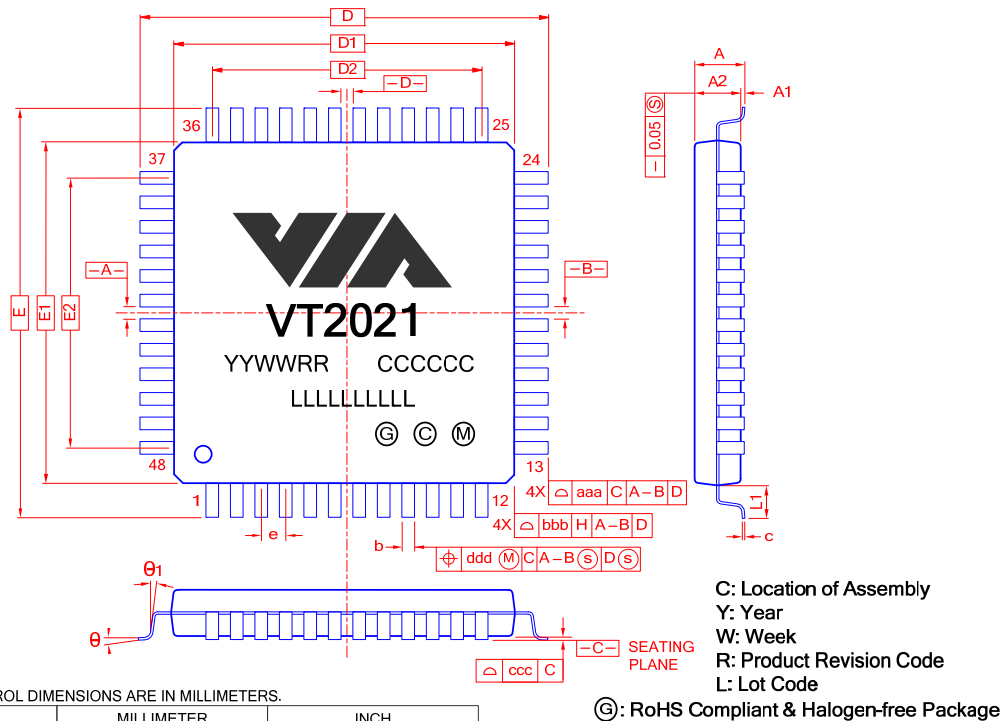 D
D1
A
D2
-D-
A2
A1
36
25
0.05 S
37
24
VIA
-A-
-B-
E
E1
E2
VT2021
YYWWRR CCCCCC
LLLLLLLLLL
G C M
48
13
4X aaa C A-B D
1
12
L1
4X bbb H A-B D
e
c
b
ddd M C A-B S D S
θ1
C: Location of Assembly
Y: Year
θ
W: Week
-C- SEATING
PLANE
R: Product Revision Code
ccc C
L: Lot Code
ROL DIMENSIONS ARE IN MILLIMETERS.
G: RoHS Compliant & Halogen-free Package
MILLIMETER INCH